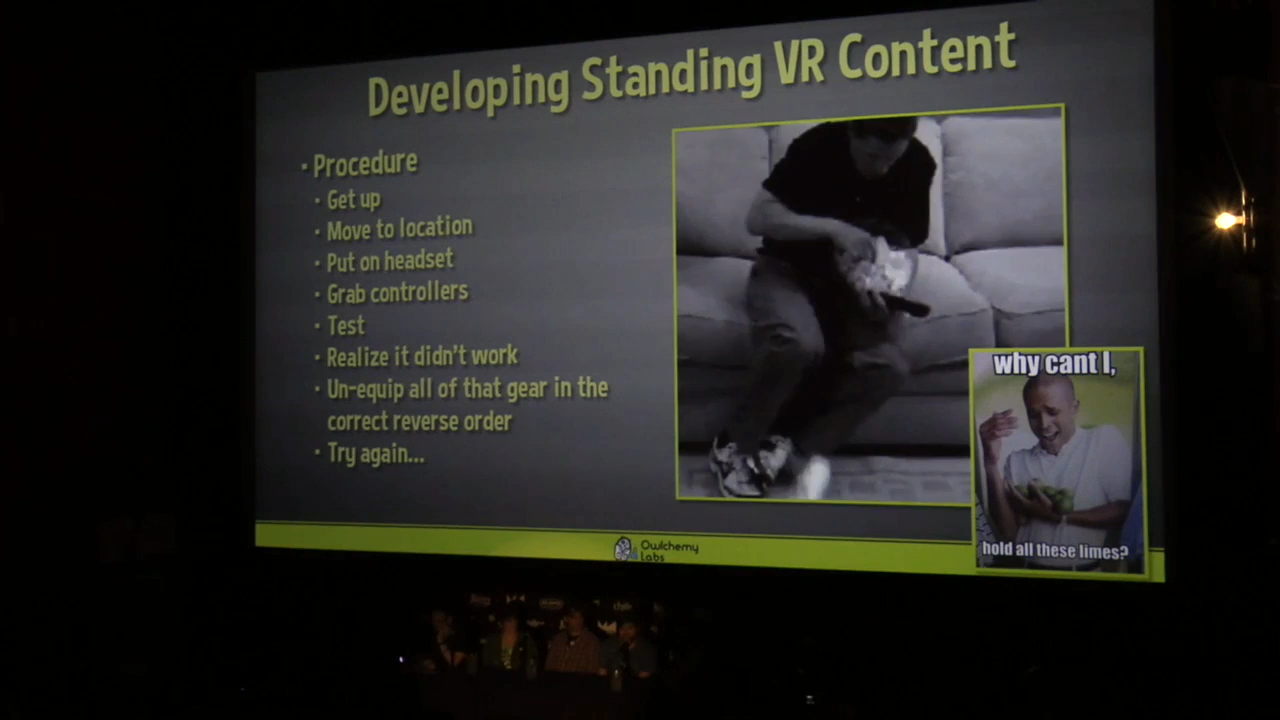 Developing Standing VR Content
· Procedure
· Get up
· Move to location
· Put on headset
· Grab controllers
· Test
· Realize it didn't work
· Un-equip all of that gear in the
correct reverse order
· Try again...
why cant I,
hold all these limes?
Owlchemy
Labs